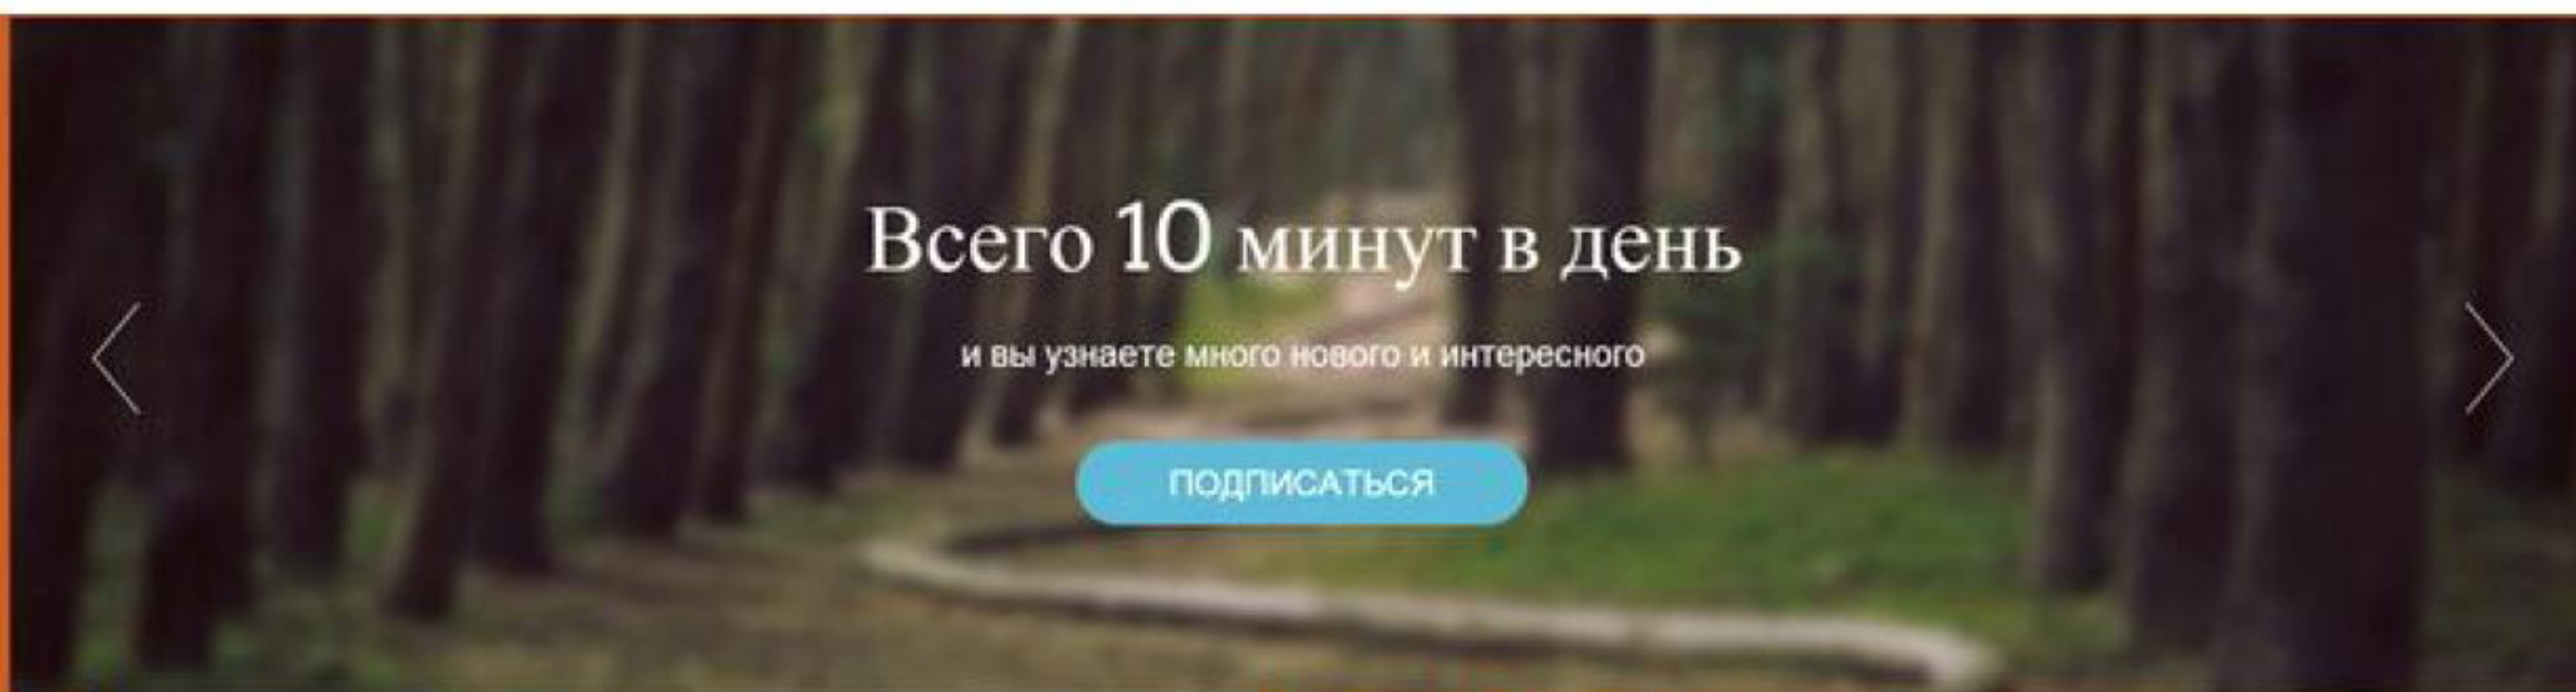 Всего 10 минут в день
и вы узнаете много нового и интересного
ПОДПИСАТЬСЯ